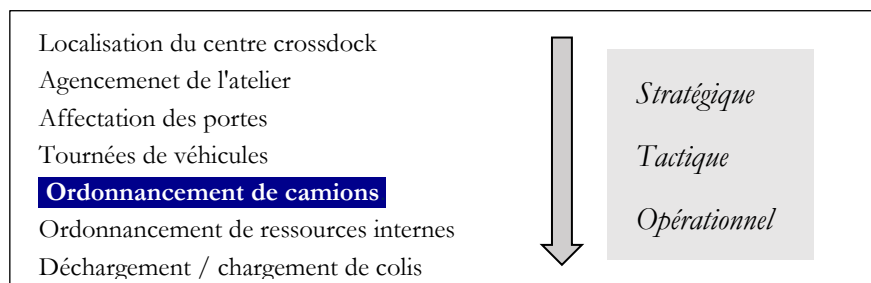 Localisation du centre crossdock
Agencemenet de l'atelier
Affectation des portes
Tournées de véhicules
Ordonnancement de camions
Ordonnancement de ressources internes
Déchargement / chargement de colis
Stratégique
Tactique
Opérationnel